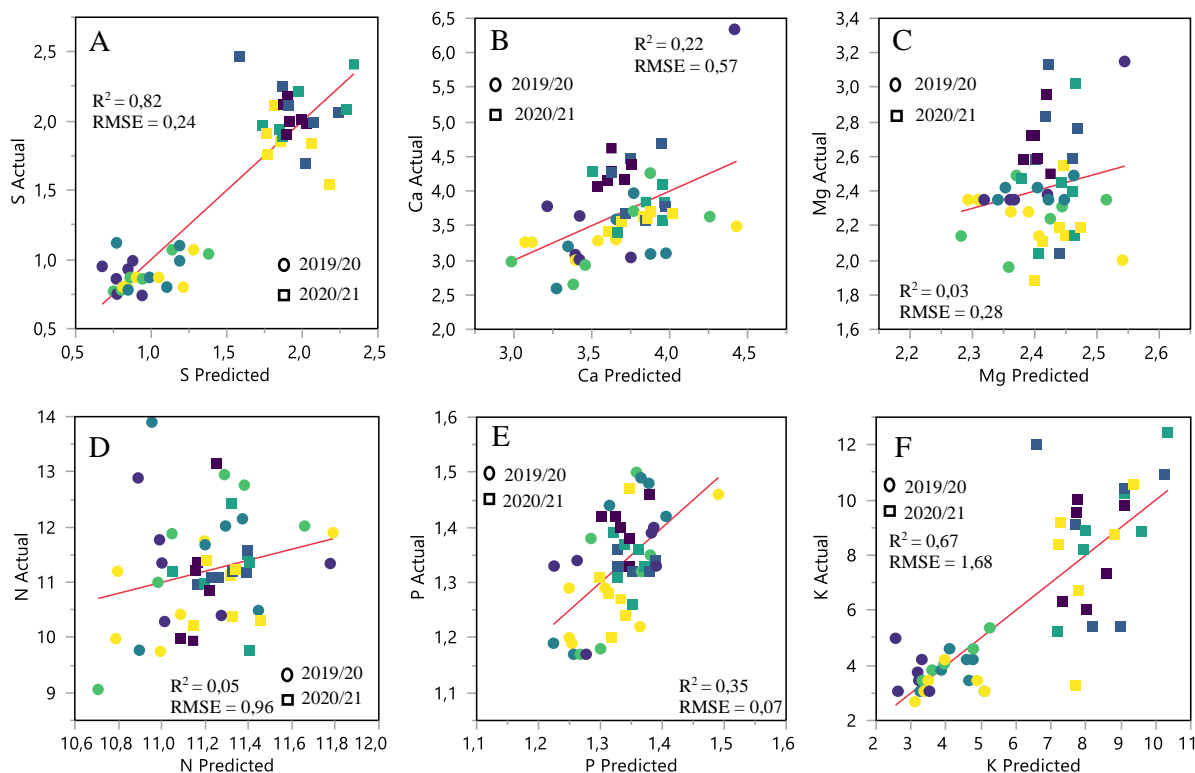 A
R² = 0,82
RMSE = 0,24
2019/20
2020/21
S Actual
2,5
2,0
1,5
1,0
0,5
0,5 1,0 1,5 2,0 2,5
S Predicted
B
R² = 0,22
RMSE = 0,57
2019/20
2020/21
Ca Actual
6,5
6,0
5,5
5,0
4,5
4,0
3,5
3,0
2,5
2,0
3,0 3,5 4,0 4,5
Ca Predicted
C
2019/20
2020/21
R² = 0,03
RMSE = 0,28
Mg Actual
3,4
3,2
3,0
2,8
2,6
2,4
2,2
2,0
1,8
1,6
2,2 2,3 2,4 2,5 2,6
Mg Predicted
D
R² = 0,05
RMSE = 0,96
2019/20
2020/21
N Actual
14
13
12
11
10
9
10,6 10,8 11,0 11,2 11,4 11,6 11,8 12,0
N Predicted
E
2019/20
2020/21
R² = 0,35
RMSE = 0,07
P Actual
1,6
1,5
1,4
1,3
1,2
1,1
1,1 1,2 1,3 1,4 1,5 1,6
P Predicted
F
2019/20
2020/21
R² = 0,67
RMSE = 1,68
K Actual
12
10
8
6
4
2
2 3 4 5 6 7 8 9 10 11
K Predicted